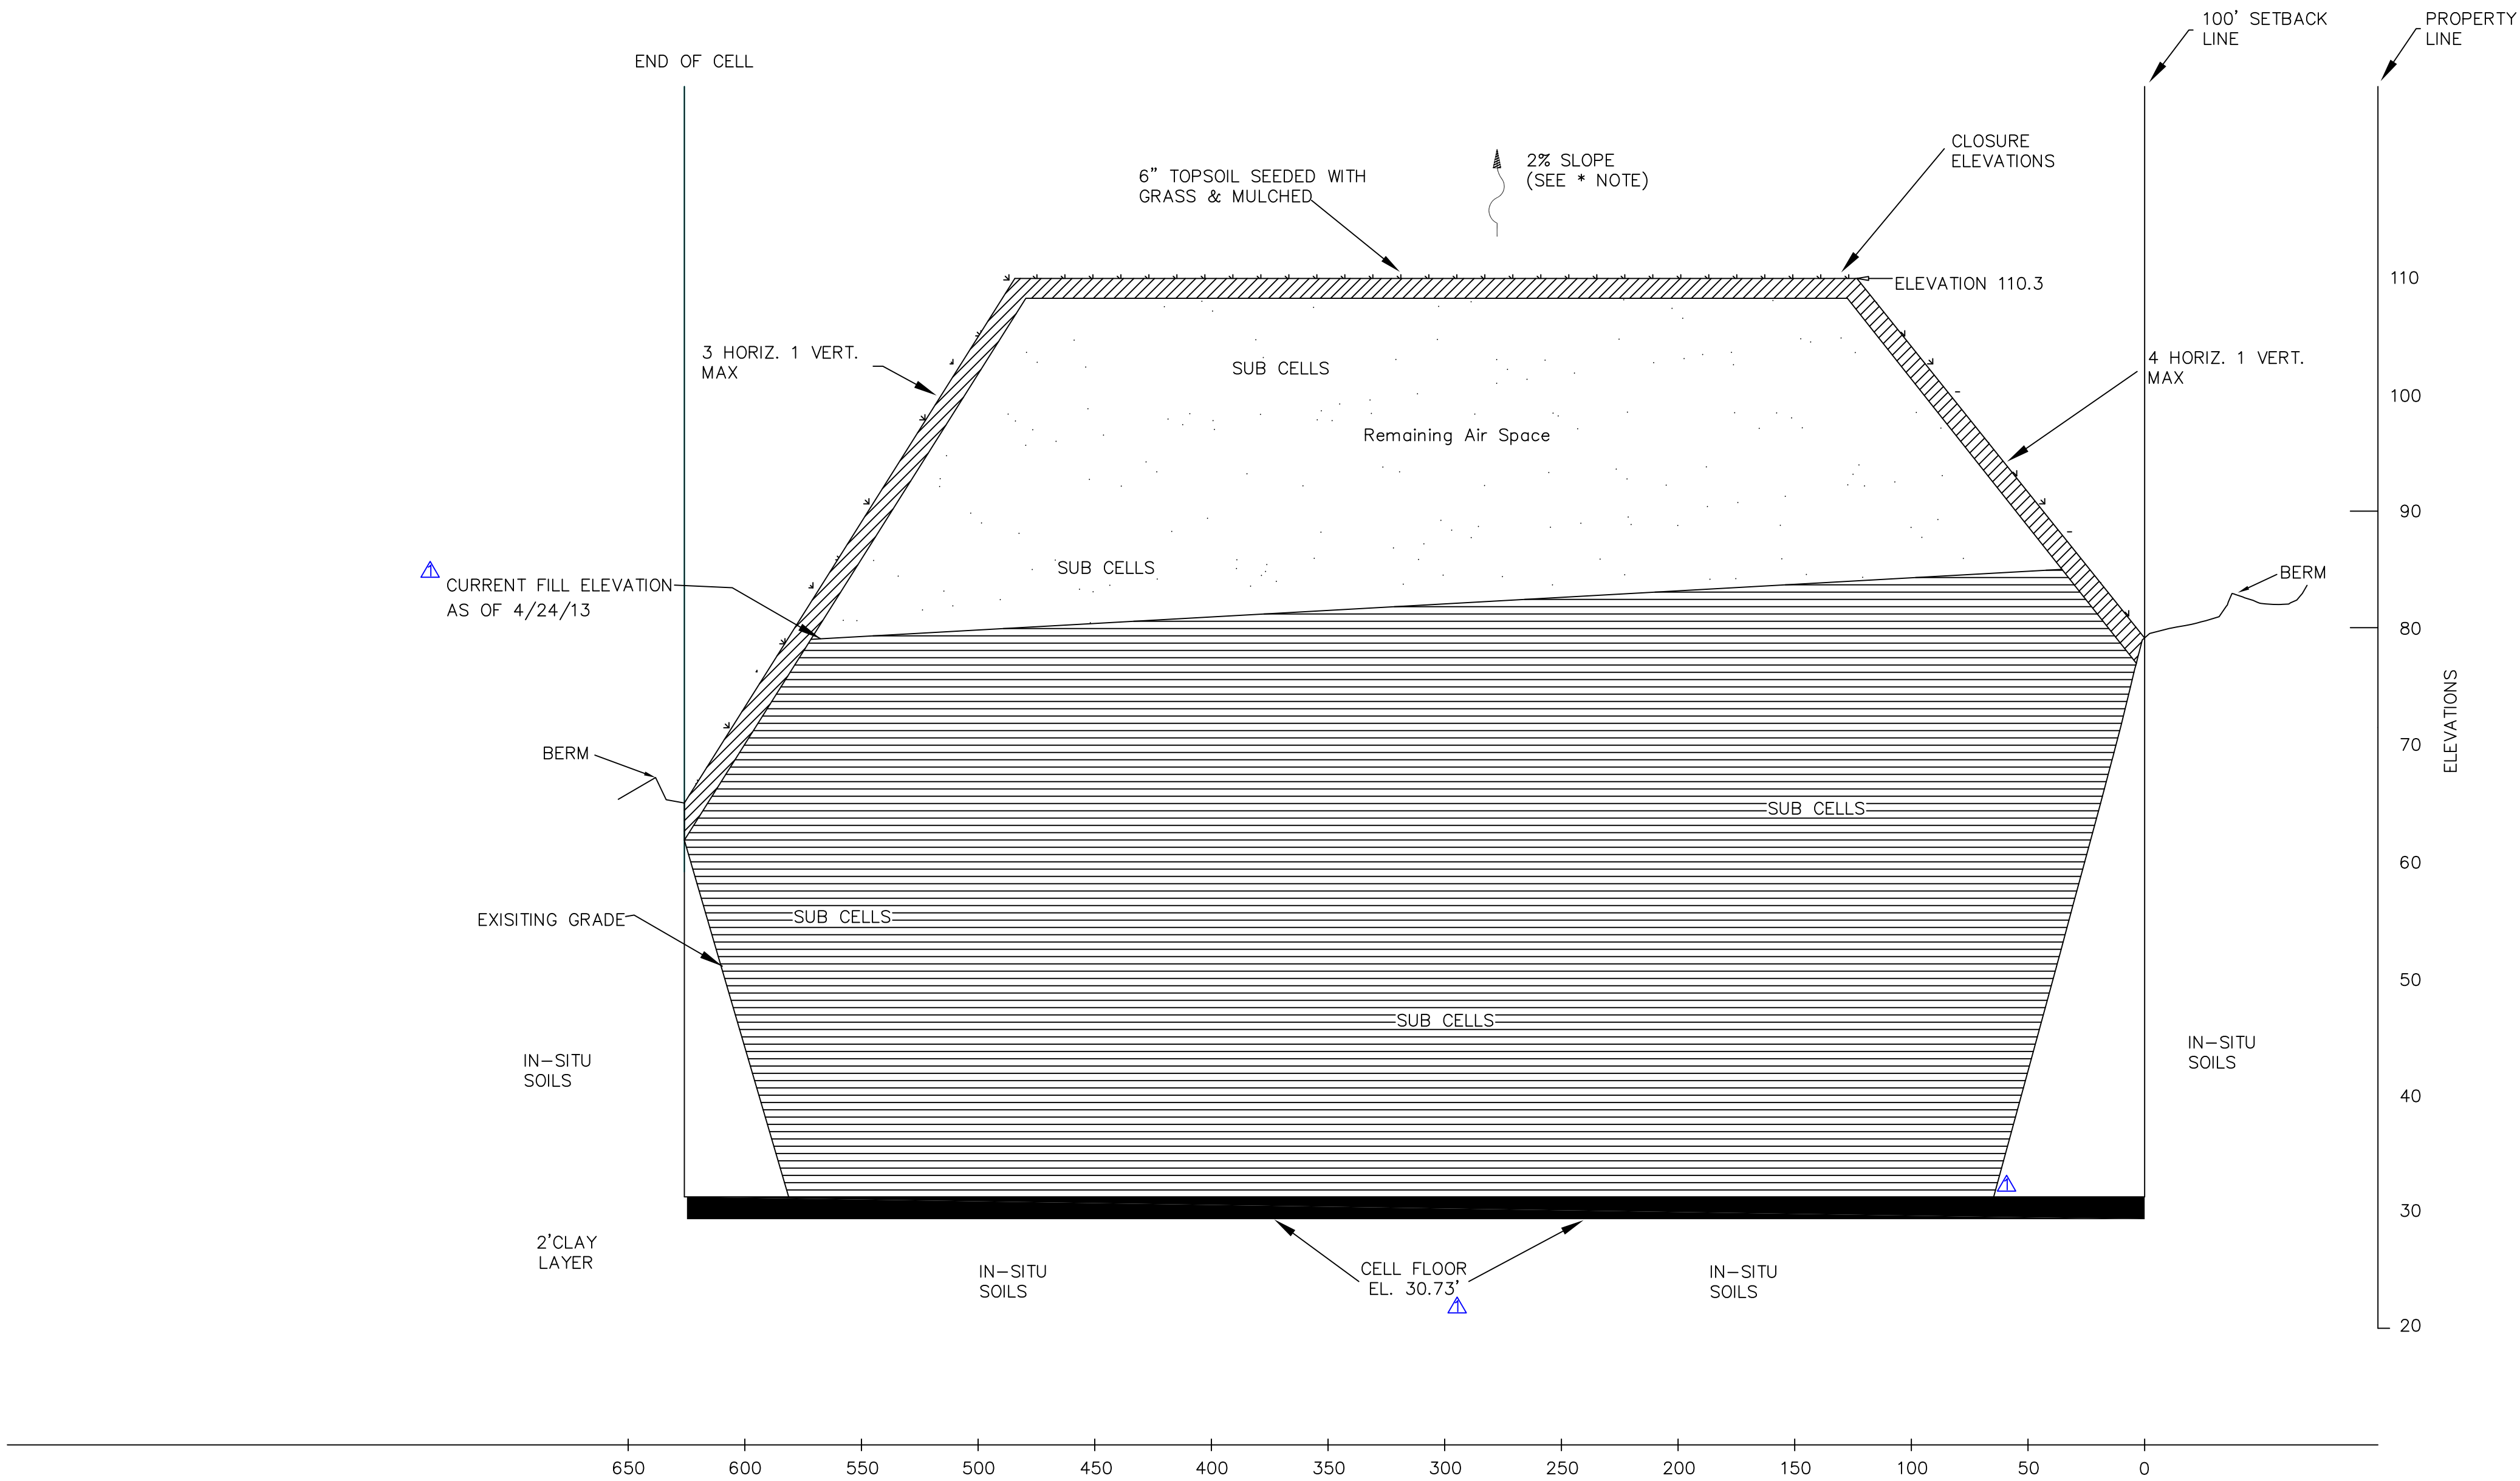 100' SETBACK
LINE
PROPERTY
LINE
END OF CELL
CLOSURE
ELEVATIONS
2% SLOPE
(SEE * NOTE)
6" TOPSOIL SEEDED WITH
GRASS & MULCHED
ELEVATION 110.3
110
3 HORIZ. 1 VERT.
MAX
4 HORIZ. 1 VERT.
MAX
SUB CELLS
100
Remaining Air Space
90
SUB CELLS
1
CURRENT FILL ELEVATION
AS OF 4/24/13
BERM
80
ELEVATIONS
70
BERM
SUB CELLS
60
SUB CELLS
EXISITING GRADE
50
SUB CELLS
IN-SITU
SOILS
IN-SITU
SOILS
40
1
30
2'CLAY
LAYER
CELL FLOOR
EL. 30.73'
1
IN-SITU
SOILS
IN-SITU
SOILS
20
650 600 550 500 450 400 350 300 250 200 150 100 50 0